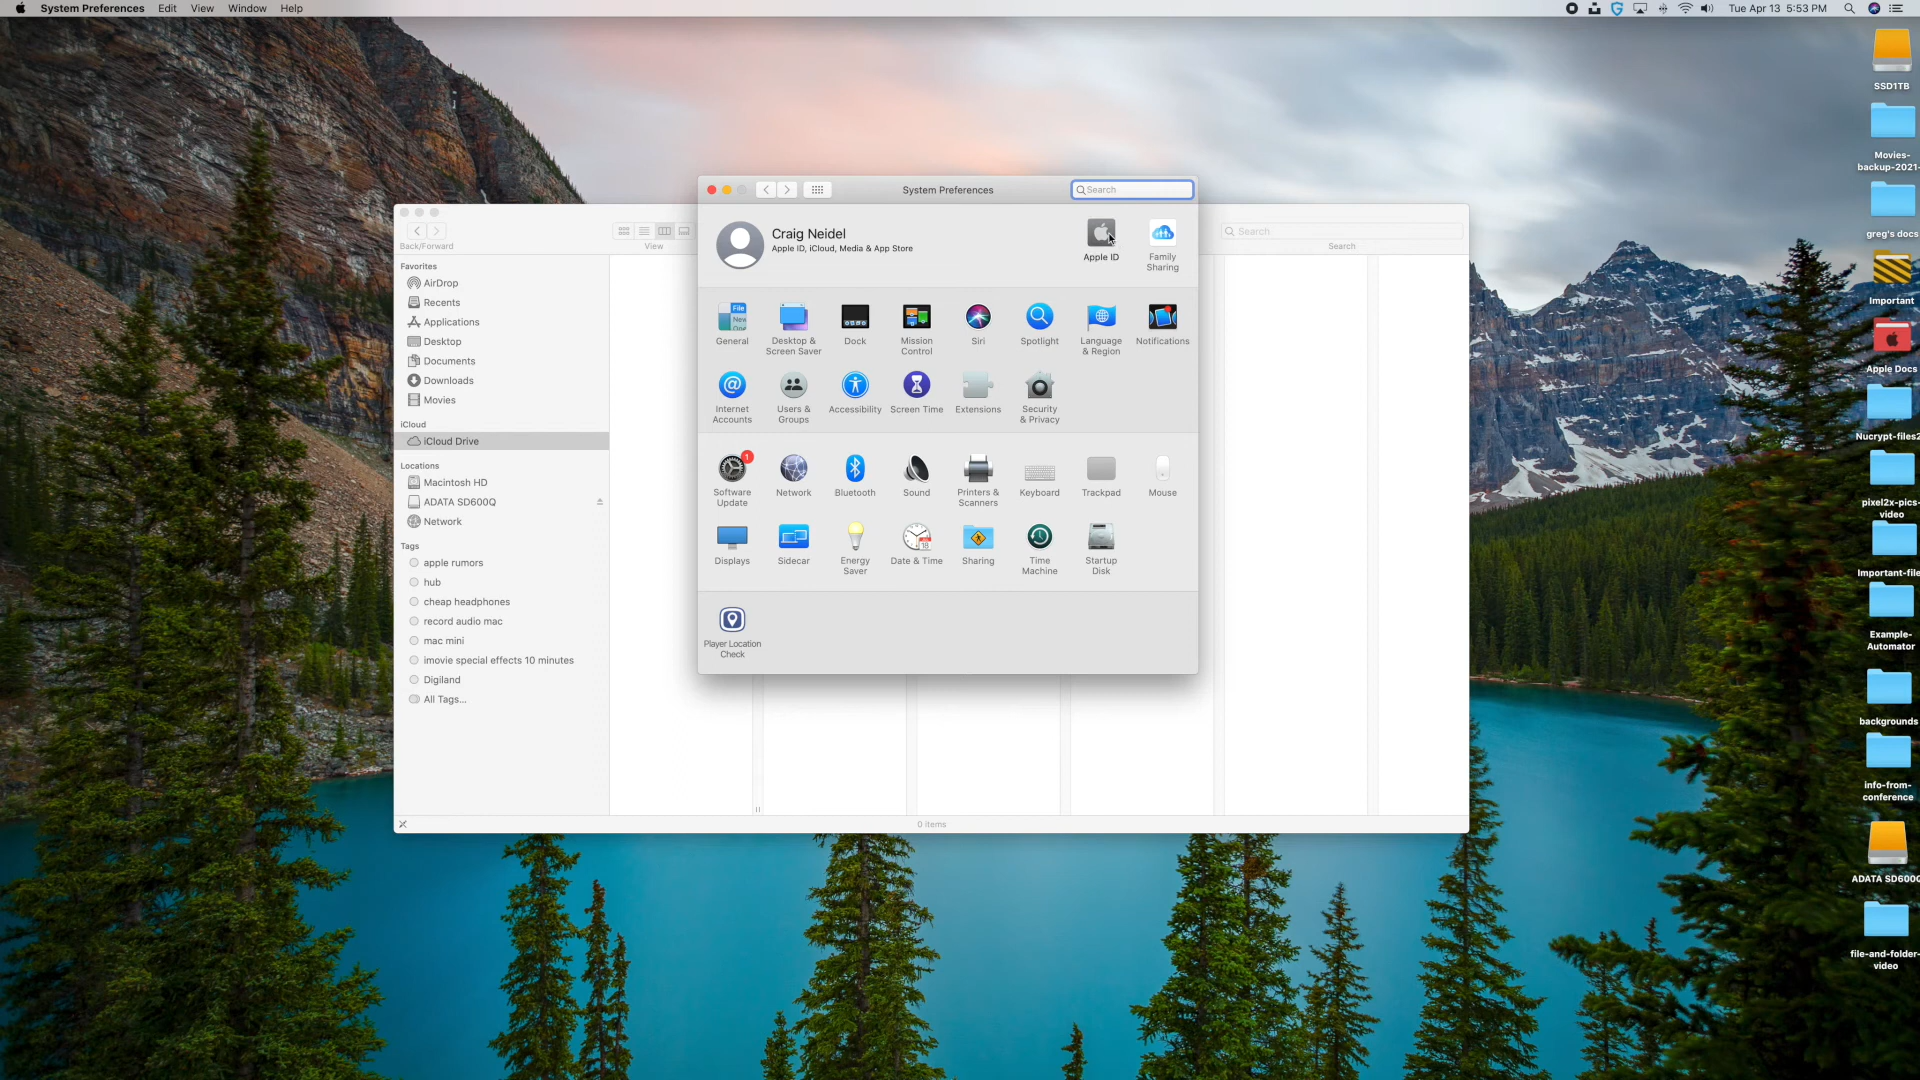 System Preferences Edit View Window Help
Tue Apr 13 5:53 PM
System Preferences
Search
Craig Neidel
Apple ID, iCloud, Media & App Store
Apple ID
Family
Sharing
General
Desktop &
Screen Saver
Dock
Mission
Control
Siri
Spotlight
Language
& Region
Notifications
Internet
Accounts
Users &
Groups
Accessibility
Screen Time
Extensions
Security
& Privacy
1
Software
Update
Network
Bluetooth
Sound
Printers &
Scanners
Keyboard
Trackpad
Mouse
Displays
Sidecar
Energy
Saver
Date & Time
Sharing
Time
Machine
Startup
Disk
Player Location
Check
Back/Forward
View
Search
Search
Favorites
AirDrop
Recents
Applications
Desktop
Documents
Downloads
Movies
iCloud
iCloud Drive
Locations
Macintosh HD
ADATA SD600Q
Network
Tags
apple rumors
hub
cheap headphones
record audio mac
mac mini
imovie special effects 10 minutes
Digiland
All Tags...
0 items
SSD1TB
Movies-
backup-2021-
greg's docs
Important
Apple Docs
Nucrypt-files2
pixel2x-pics-
video
Important-file
Example-
Automator
backgrounds
info-from-
conference
ADATA SD600Q
file-and-folder-
video